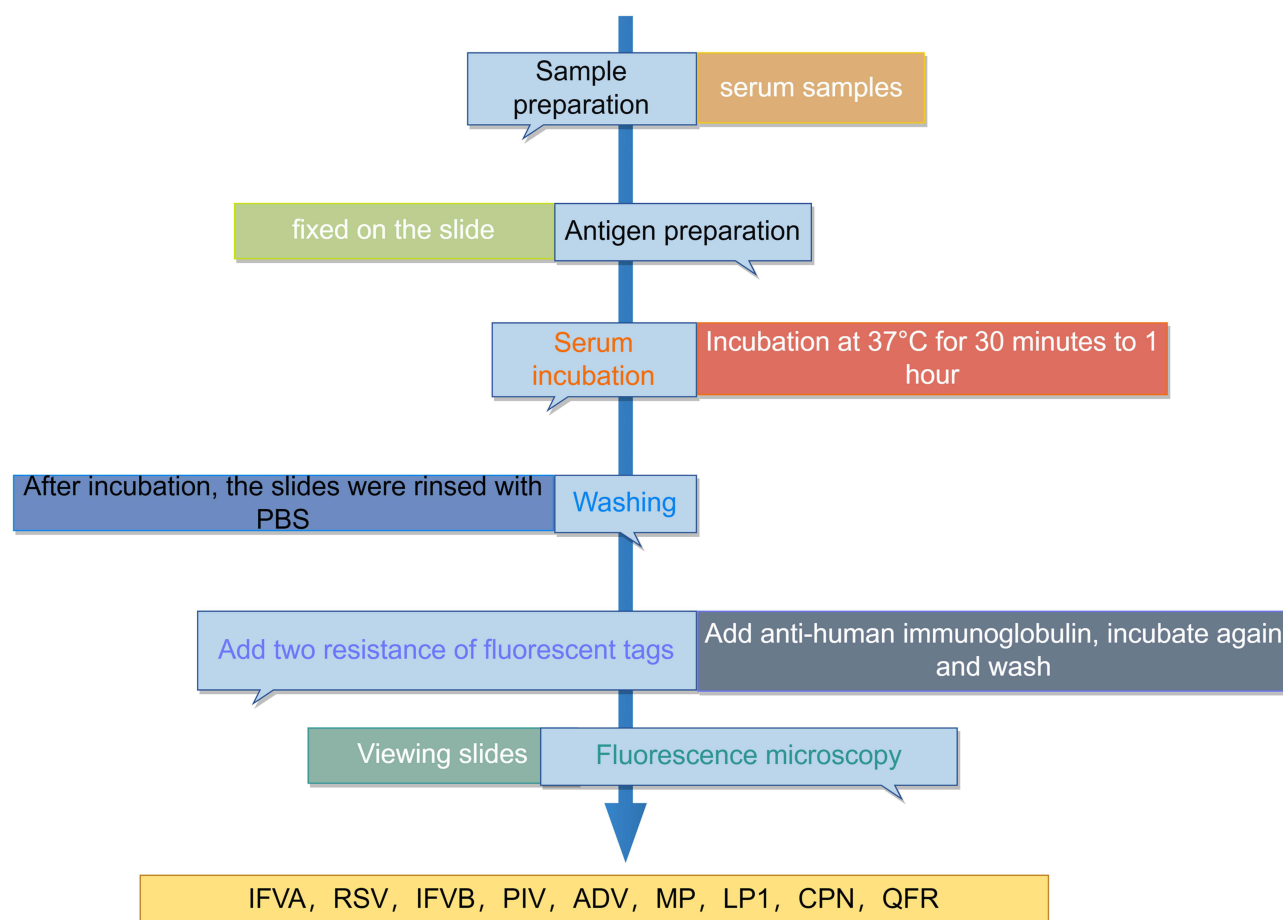 Sample
preparation
serum samples
fixed on the slide
Antigen preparation
Serum
incubation
Incubation at 37°C for 30 minutes to 1
hour
After incubation, the slides were rinsed with
PBS
Washing
Add two resistance of fluorescent tags
Add anti-human immunoglobulin, incubate again
and wash
Viewing slides
Fluorescence microscopy
IFVA, RSV, IFVB, PIV, ADV, MP, LP1, CPN, QFR